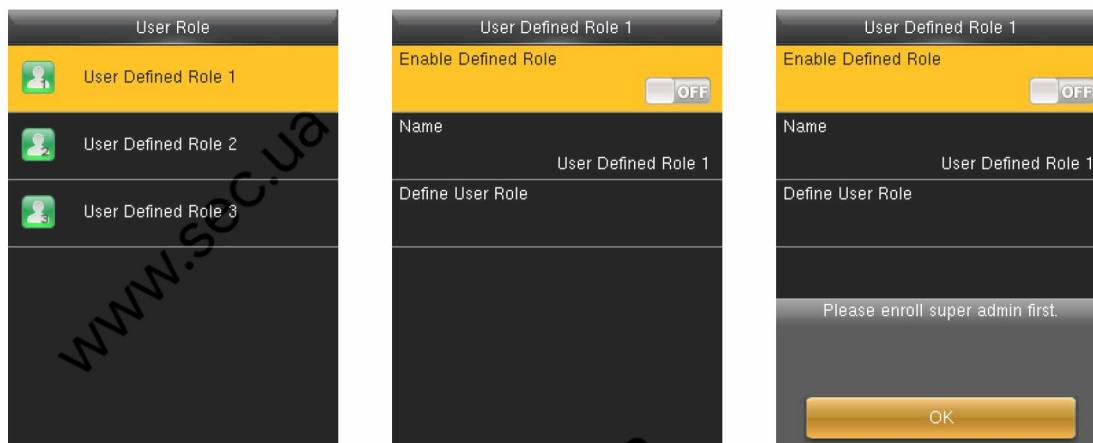 User Role
User Defined Role 1
User Defined Role 2
User Defined Role 3
www.sec.ua
User Defined Role 1
Enable Defined Role
OFF
Name
User Defined Role 1
Define User Role
User Defined Role 1
Enable Defined Role
OFF
Name
User Defined Role 1
Define User Role
Please enroll super admin first.
OK